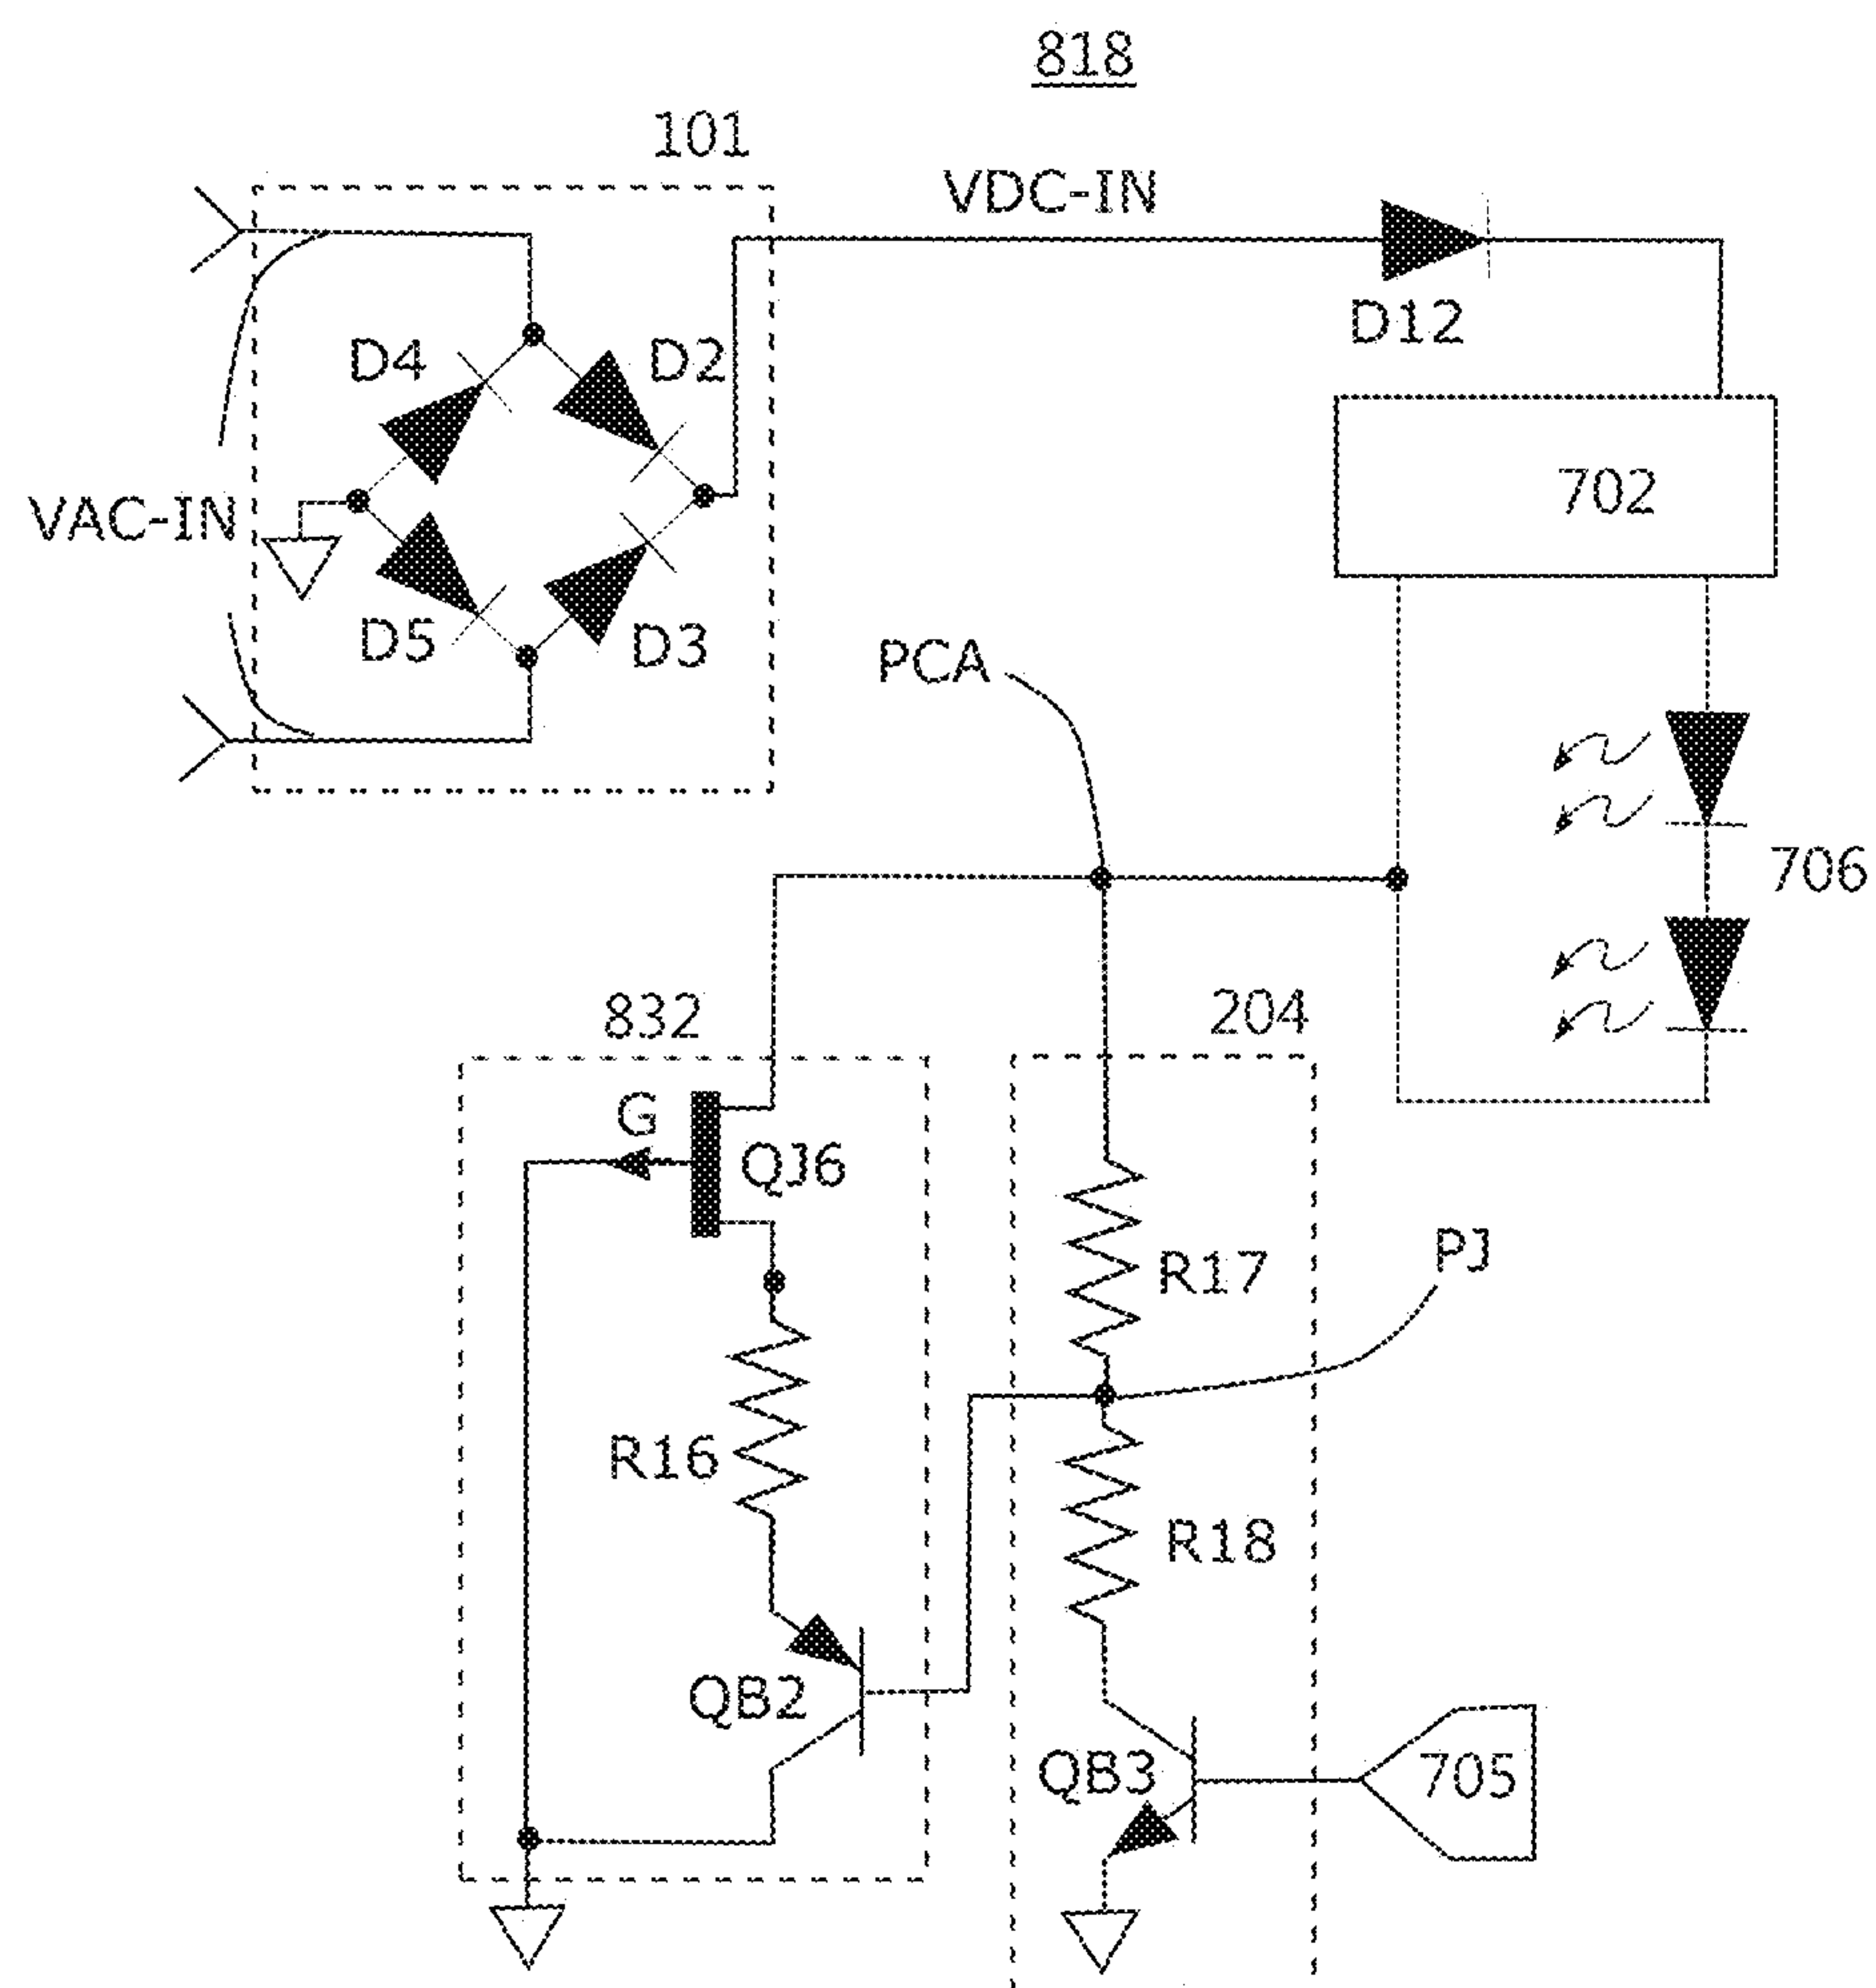 818
101
VDC-IN
D12
D4
D2
702
VAC-IN
D5
D3
PCA
706
832
204
G
QJ6
R17
PJ
R16
R18
QB2
QB3
705